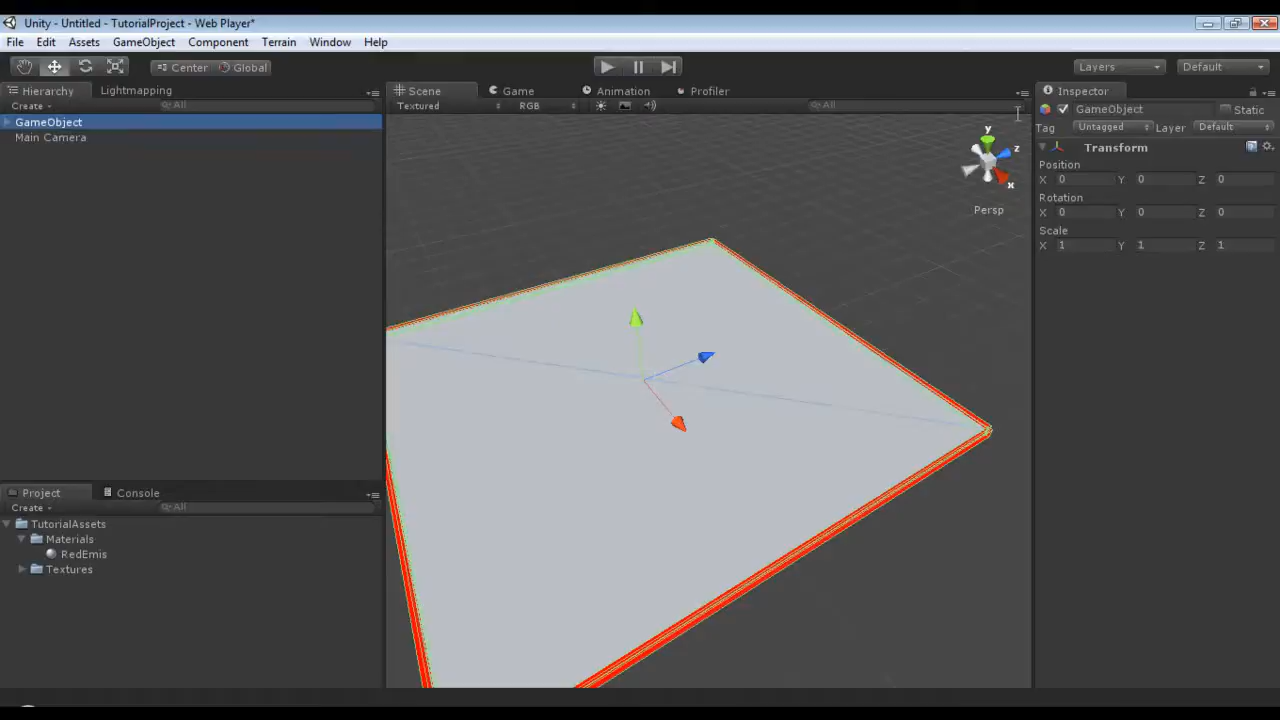 Unity - Untitled - TutorialProject - Web Player*
File Edit Assets GameObject Component Terrain Window Help
Center Global Layers Default
Hierarchy Lightmapping Scene Game Animation Profiler Inspector
Create All Textured RGB All GameObject Static
GameObject Tag Untagged Layer Default
Main Camera
y
z
x
Persp
Transform
Position
X 0 Y 0 Z 0
Rotation
X 0 Y 0 Z 0
Scale
X 1 Y 1 Z 1
Project Console
Create All
TutorialAssets
Materials
RedEmis
Textures